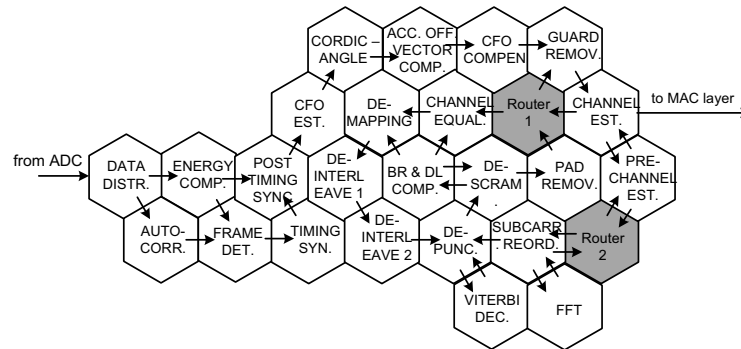 CORDIC –
ANGLE
ACC. OFF.
VECTOR
COMP.
CFO
COMPEN
GUARD
REMOV.
CFO
EST.
DE-
MAPPING
CHANNEL
EQUAL.
Router
1
CHANNEL
EST.
to MAC layer
from ADC
DATA
DISTR.
ENERGY
COMP.
POST
TIMING
SYNC
DE-
INTERL
EAVE 1
BR & DL
COMP.
DE-
SCRAM
.
PAD
REMOV.
PRE-
CHANNEL
EST.
AUTO-
CORR.
FRAME
DET.
TIMING
SYN.
DE-
INTERL
EAVE 2
DE-
PUNC.
SUBCARR
. REORD.
Router
2
VITERBI
DEC.
FFT